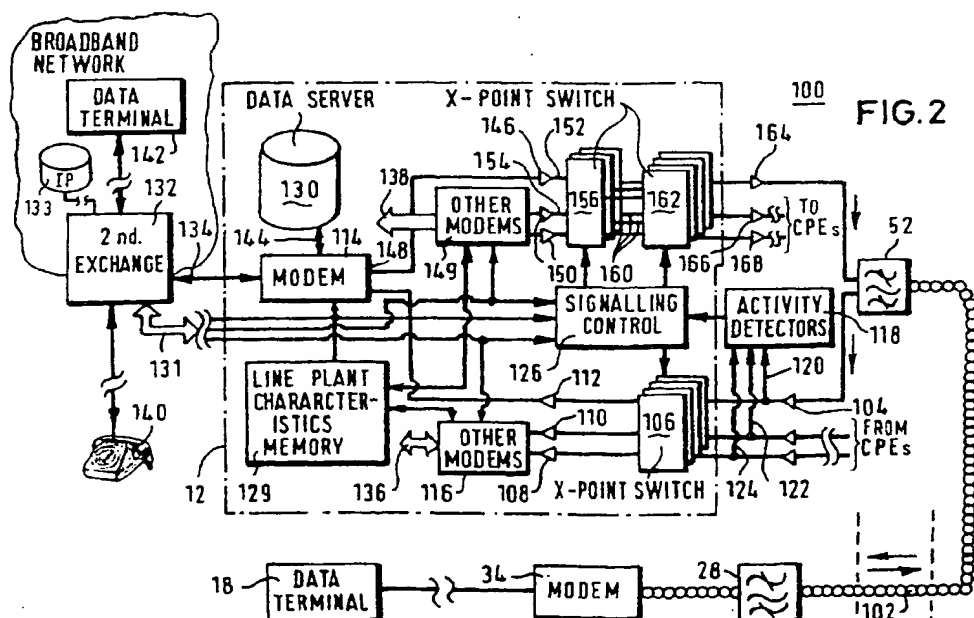 BROADBAND
NETWORK
DATA
TERMINAL
142
IP
133
132
134
2nd.
EXCHANGE
131
140
DATA SERVER
130
144
114
MODEM
148
138
OTHER
MODEMS
149
146
152
154
150
X-POINT SWITCH
156
162
160
164
166
168
TO
CPEs
100
FIG.2
52
SIGNALLING
CONTROL
126
ACTIVITY
DETECTORS
118
120
104
FROM
CPEs
124
122
LINE PLANT
CHARARCTER-
ISTICS
MEMORY
129
12
112
110
OTHER
MODEMS
136
116
108
106
X-POINT SWITCH
18
DATA
TERMINAL
34
MODEM
28
102